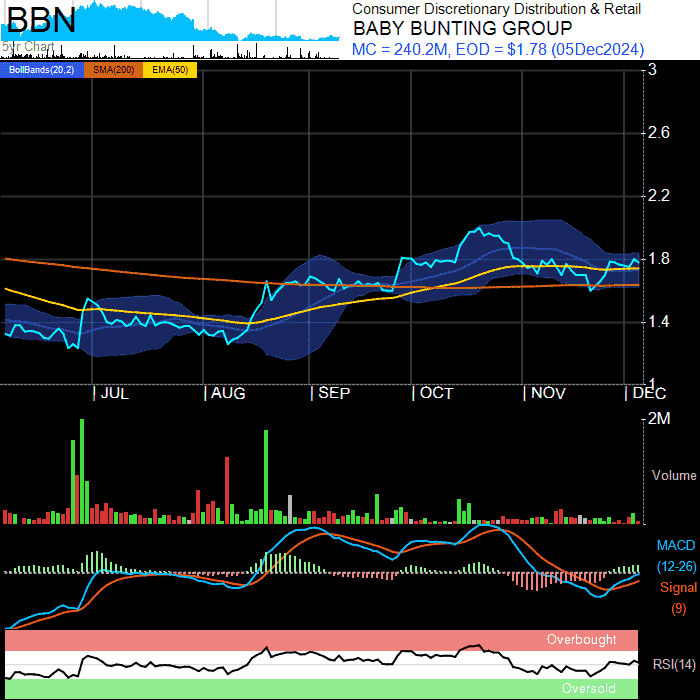 BBN
5yr Chart
Consumer Discretionary Distribution & Retail
BABY BUNTING GROUP
MC = 240.2M, EOD = $1.78 (05Dec2024)
BollBands(20,2) SMA(200) EMA(50)
3
2.6
2.2
1.8
1.4
1
JUL AUG SEP OCT NOV DEC
2M
Volume
MACD
(12-26)
Signal
(9)
Overbought
RSI(14)
Oversold